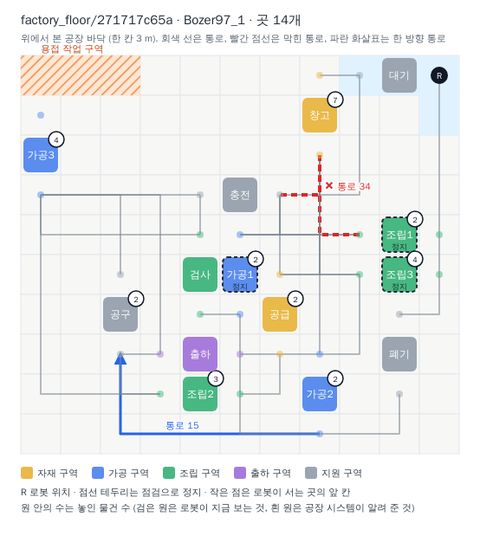 factory_floor/271717c65a · Bozer97_1 · 곳 14개
위에서 본 공장 바닥 (한 칸 3 m). 회색 선은 통로, 빨간 점선은 막힌 통로, 파란 화살표는 한 방향 통로
용접 작업 구역
대기
R
창고
7
가공3
4
✖ 통로 34
충전
조립1
정지
2
검사
가공1
정지
2
조립3
정지
4
공구
2
공급
2
출하
폐기
조립2
3
가공2
2
통로 15
자재 구역
가공 구역
조립 구역
출하 구역
지원 구역
R 로봇 위치 · 점선 테두리는 점검으로 정지 · 작은 점은 로봇이 서는 곳의 앞 칸
원 안의 수는 놓인 물건 수 (검은 원은 로봇이 지금 보는 것, 흰 원은 공장 시스템이 알려 준 것)